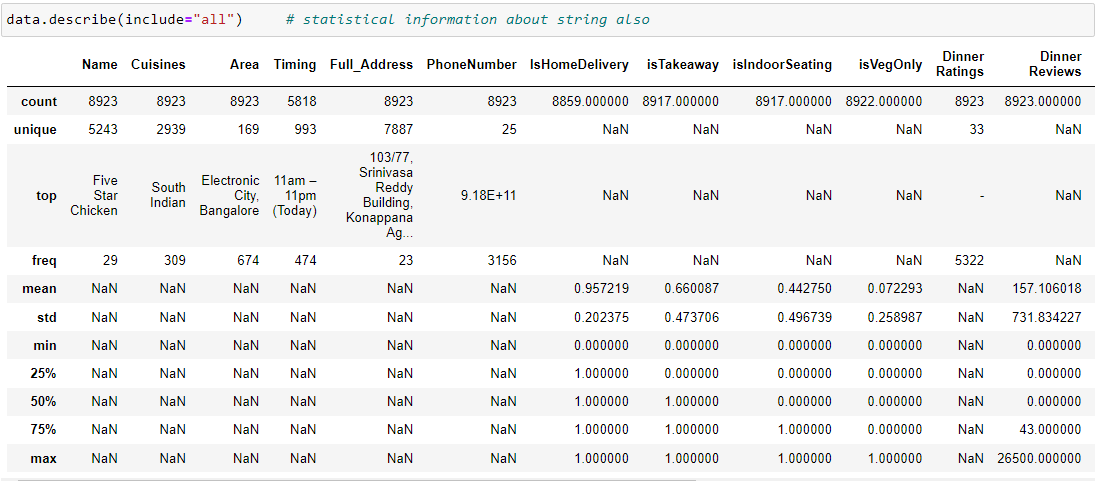 data.describe(include="all")      # statistical information about string also
Name Cuisines Area Timing Full_Address PhoneNumber IsHomeDelivery isTakeaway isIndoorSeating isVegOnly Dinner Ratings Dinner Reviews
count 8923 8923 8923 5818 8923 8923 8859.000000 8917.000000 8917.000000 8922.000000 8923 8923.000000
unique 5243 2939 169 993 7887 25 NaN NaN NaN NaN 33 NaN
top Five Star Chicken South Indian Electronic City, Bangalore 11am – 11pm (Today) 103/77, Srinivasa Reddy Building, Konappana Ag... 9.18E+11 NaN NaN NaN NaN - NaN
freq 29 309 674 474 23 3156 NaN NaN NaN NaN 5322 NaN
mean NaN NaN NaN NaN NaN NaN 0.957219 0.660087 0.442750 0.072293 NaN 157.106018
std NaN NaN NaN NaN NaN NaN 0.202375 0.473706 0.496739 0.258987 NaN 731.834227
min NaN NaN NaN NaN NaN NaN 0.000000 0.000000 0.000000 0.000000 NaN 0.000000
25% NaN NaN NaN NaN NaN NaN 1.000000 0.000000 0.000000 0.000000 NaN 0.000000
50% NaN NaN NaN NaN NaN NaN 1.000000 1.000000 0.000000 0.000000 NaN 0.000000
75% NaN NaN NaN NaN NaN NaN 1.000000 1.000000 1.000000 0.000000 NaN 43.000000
max NaN NaN NaN NaN NaN NaN 1.000000 1.000000 1.000000 1.000000 NaN 26500.000000